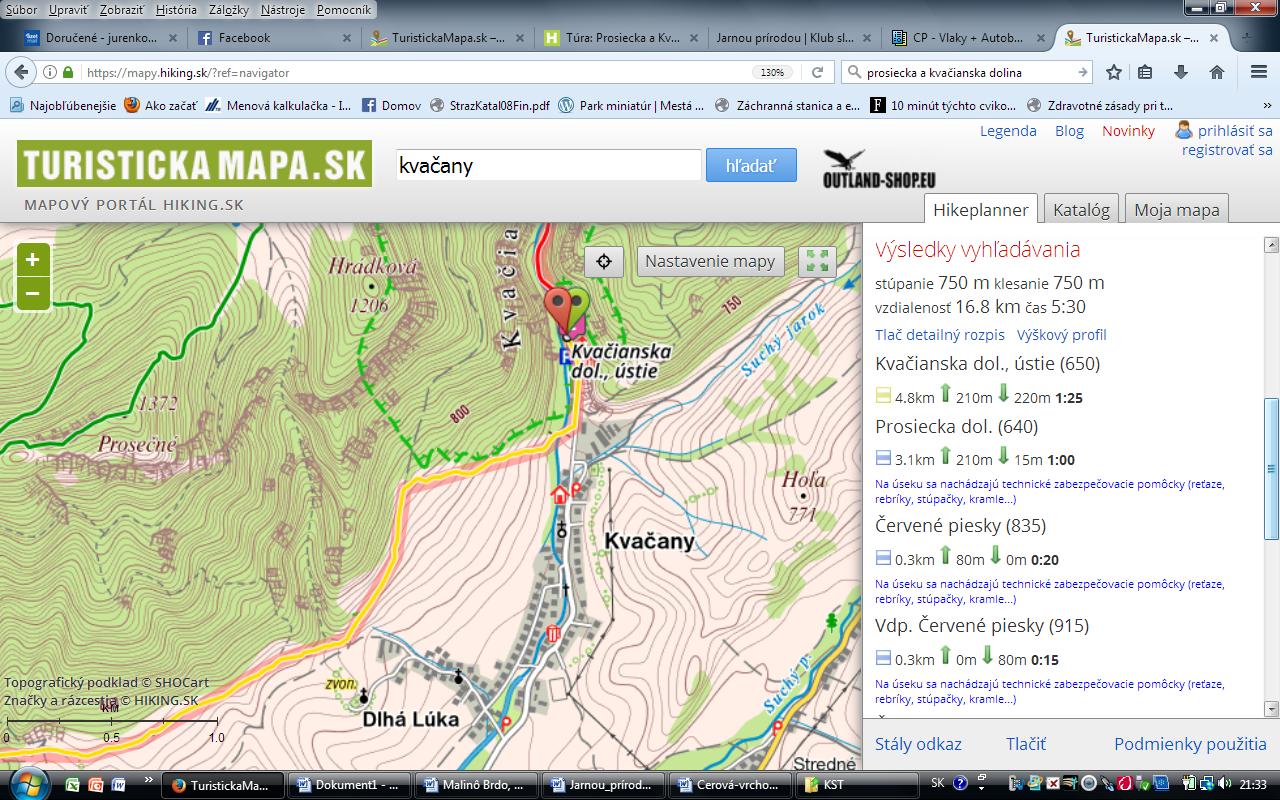 Súbor Upraviť Zobraziť História Záložky Nástroje Pomocník
Doručené - jurenko... Facebook TuristickaMapa.sk –... Túra: Prosiecka a Kv... Jarnou prírodou | Klub sl... CP - Vlaky + Autob... TuristickaMapa.sk –...
https://mapy.hiking.sk/?ref=navigator 130% prosiecka a kvačianska dolina
Najobľúbenejšie Ako začať Menová kalkulačka - I... Domov StrazKatal08Fin.pdf Park miniatúr | Mestá ... Záchranná stanica a e... 10 minút týchto cviko... Zdravotné zásady pri t...
Legenda Blog Novinky prihlásiť sa
registrovať sa
TURISTICKA MAPA.SK
MAPOVÝ PORTÁL HIKING.SK
kvačany hľadať
OUTLAND-SHOP.EU
Hikeplanner Katalóg Moja mapa
+
−
Nastavenie mapy
Hrádková
1206
Kvačia
750
Suchý jarok
Kvačianska
dol., ústie
1372
800
Prosečné
Hoľa
771
Kvačany
zvon.
Dlhá Lúka
Suchý p.
Stredné
Topografický podklad © SHOCart
Značky a rázcestia © HIKING.SK
KM
0 0.5 1.0
Výsledky vyhľadávania
stúpanie 750 m klesanie 750 m
vzdialenosť 16.8 km čas 5:30
Tlač detailný rozpis Výškový profil
Kvačianska dol., ústie (650)
4.8km 210m 220m 1:25
Prosiecka dol. (640)
3.1km 210m 15m 1:00
Na úseku sa nachádzajú technické zabezpečovacie pomôcky (reťaze,
rebríky, stúpačky, kramle...)
Červené piesky (835)
0.3km 80m 0m 0:20
Na úseku sa nachádzajú technické zabezpečovacie pomôcky (reťaze,
rebríky, stúpačky, kramle...)
Vdp. Červené piesky (915)
0.3km 0m 80m 0:15
Na úseku sa nachádzajú technické zabezpečovacie pomôcky (reťaze,
rebríky, stúpačky, kramle...)
Stály odkaz Tlačiť Podmienky použitia
TuristickaMa... Dokument1 - ... Malinô Brdo, ... Jarnou_prírod... Cerová-vrcho... KST SK 21:33